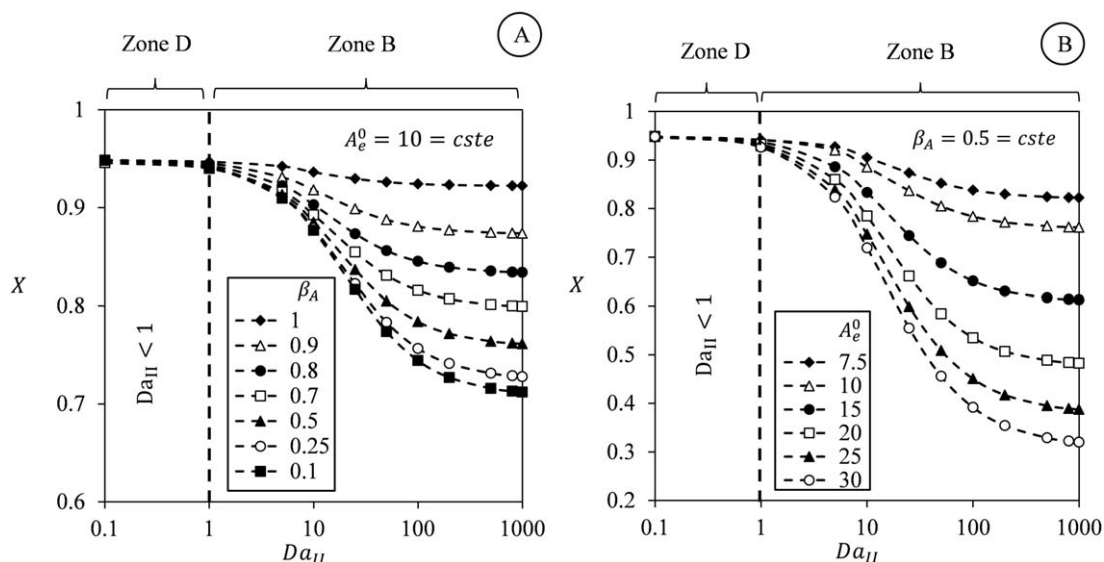 Zone D Zone B A
1
0.9
0.8
0.7
0.6
X
A_e^0 = 10 = cste
Da_II < 1
β_A
1
0.9
0.8
0.7
0.5
0.25
0.1
0.1 1 10 100 1000
Da_II
Zone D Zone B B
1
0.9
0.8
0.7
0.6
0.5
0.4
0.3
0.2
X
β_A = 0.5 = cste
Da_II < 1
A_e^0
7.5
10
15
20
25
30
0.1 1 10 100 1000
Da_II